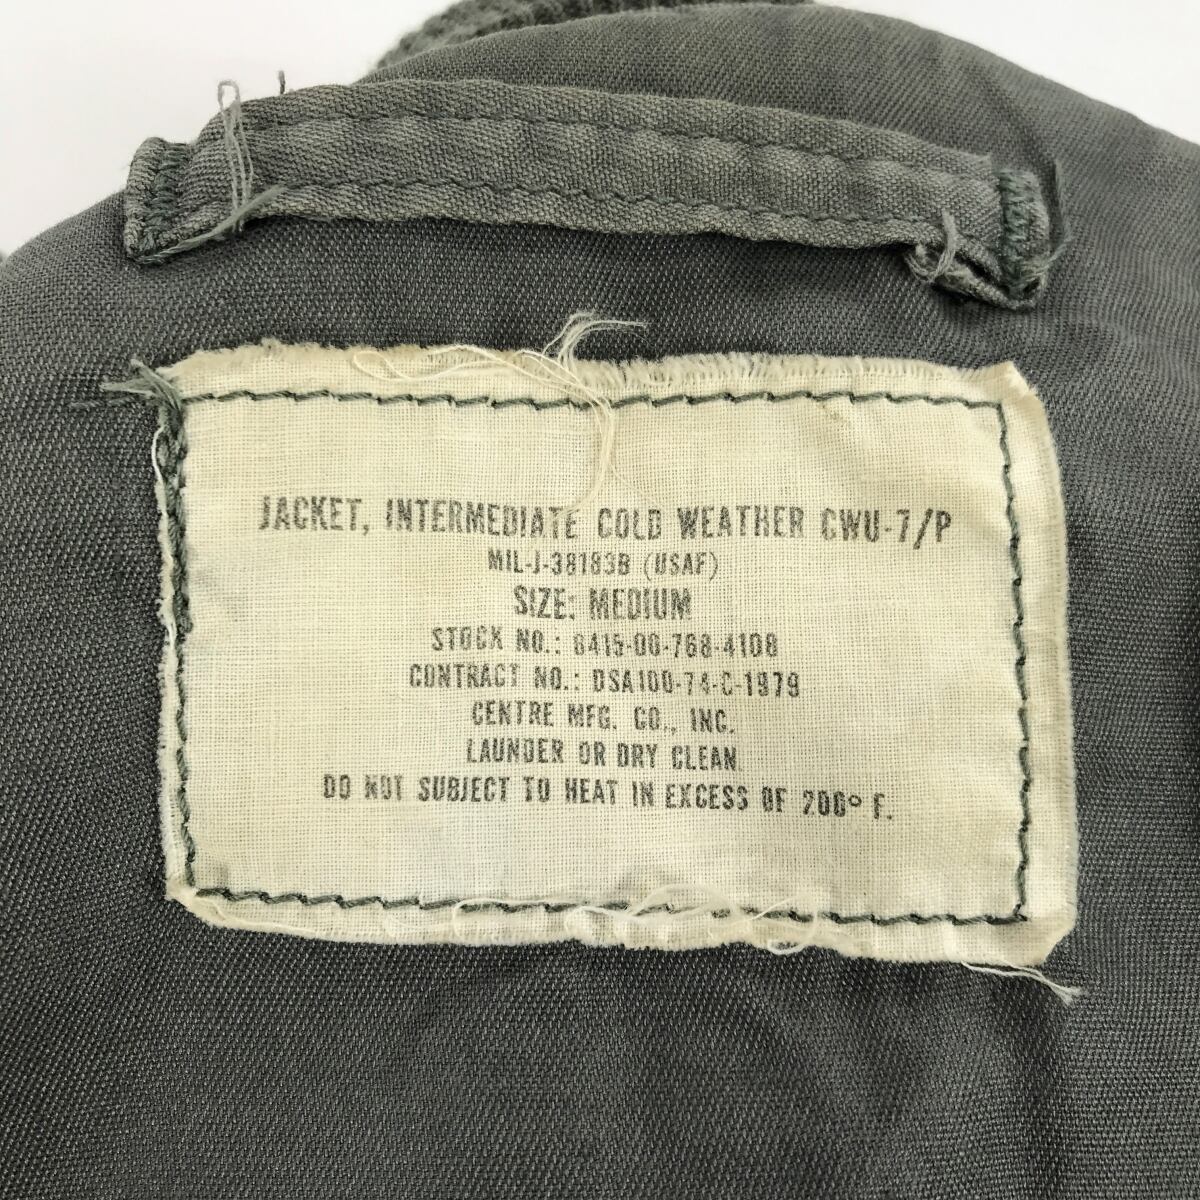 JACKET, INTERMEDIATE COLD WEATHER CWU-7/P
MIL-J-38183B (USAF)
SIZE: MEDIUM
STOCK NO.: 8415-00-768-4108
CONTRACT NO.: DSA100-74-C-1979
CENTRE MFG. CO., INC.
LAUNDER OR DRY CLEAN.
DO NOT SUBJECT TO HEAT IN EXCESS OF 200° F.